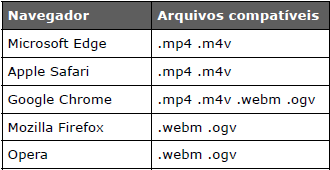 Navegador Arquivos compatíveis
Microsoft Edge .mp4 .m4v
Apple Safari .mp4 .m4v
Google Chrome .mp4 .m4v .webm .ogv
Mozilla Firefox .webm .ogv
Opera .webm .ogv